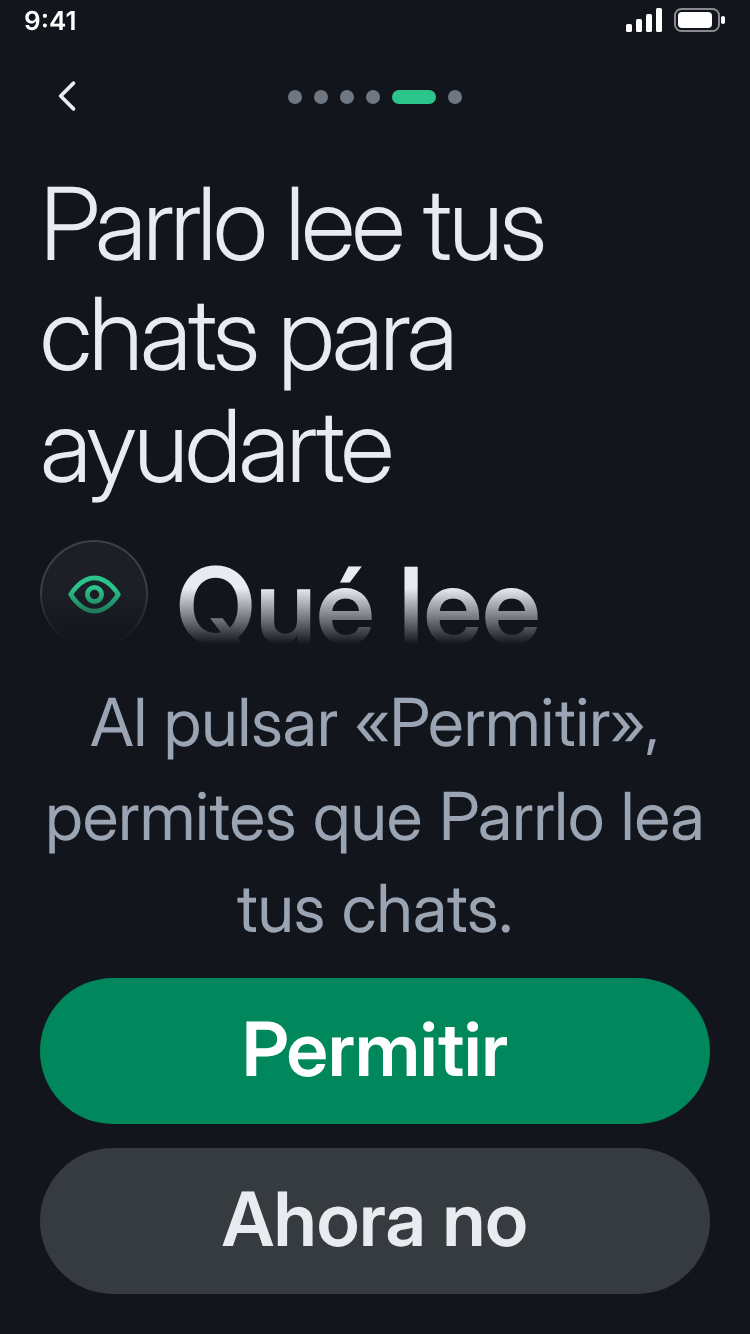 9:41
Parrlo lee tus
chats para
ayudarte
Qué lee
Al pulsar «Permitir»,
permites que Parrlo lea
tus chats.
Permitir
Ahora no